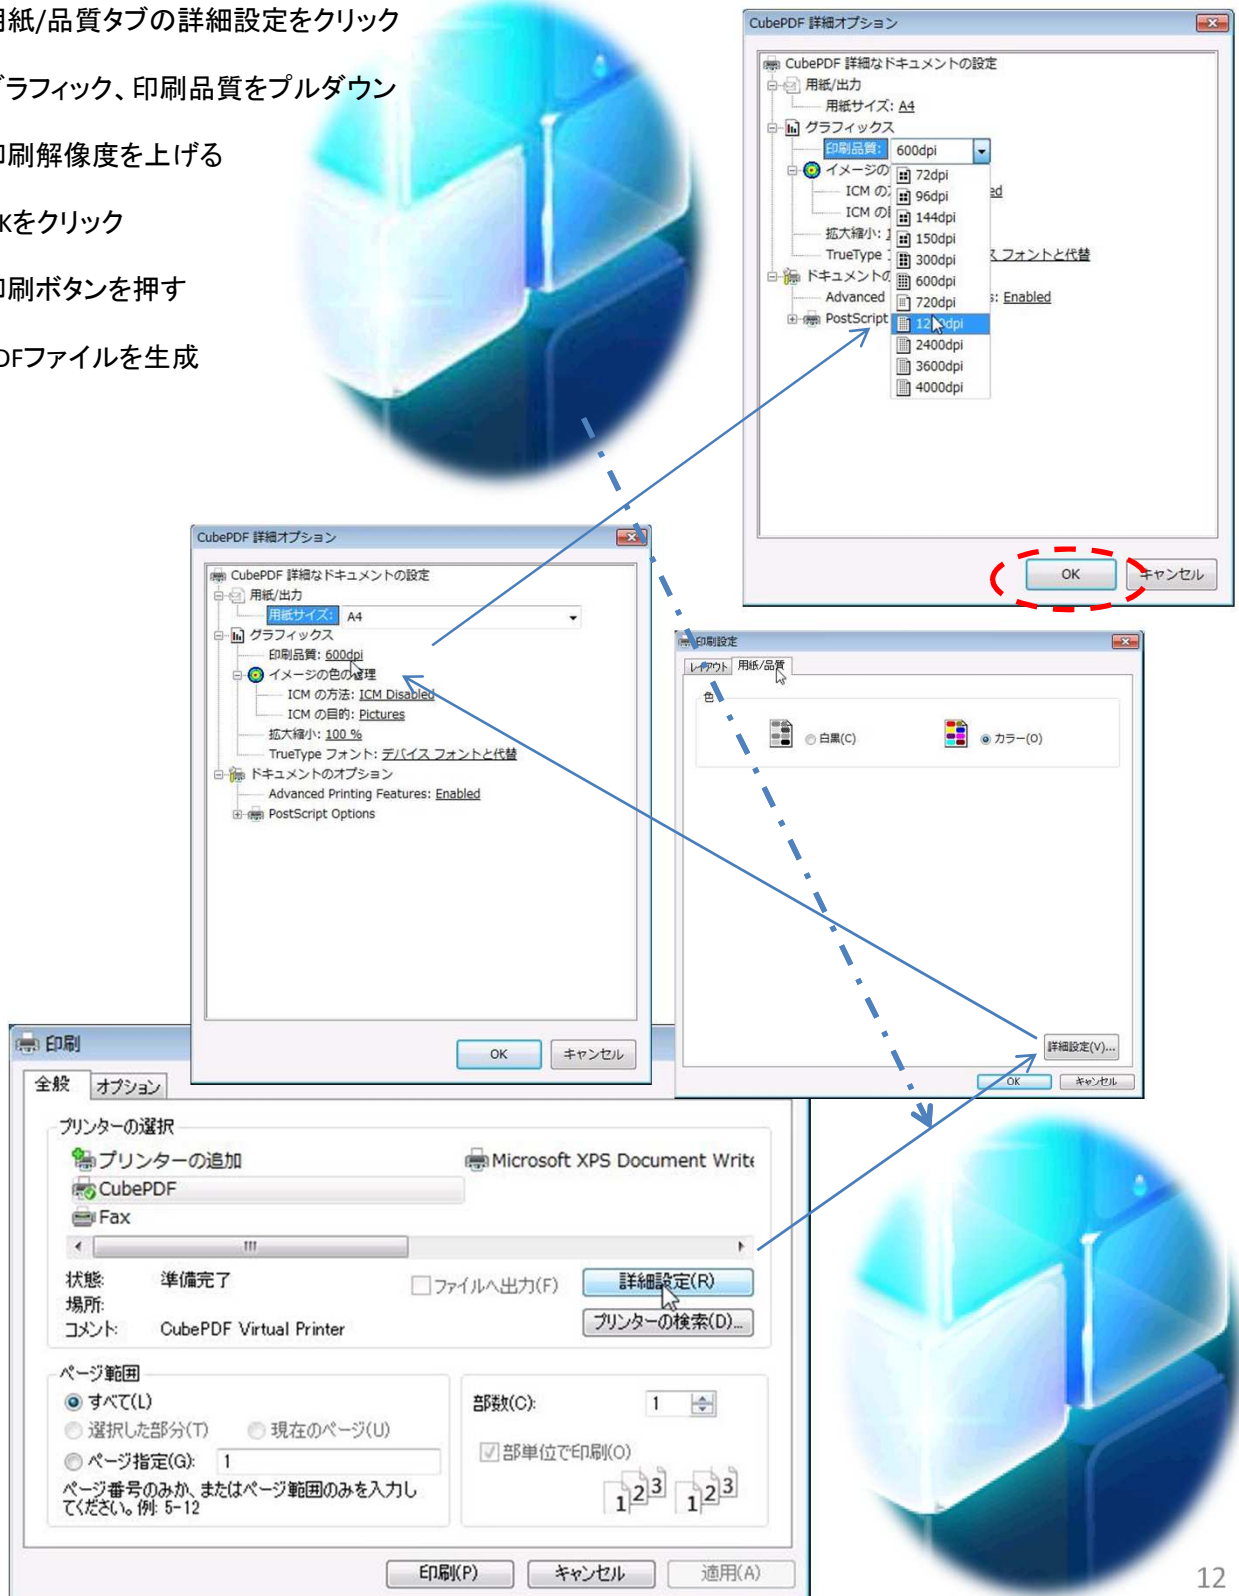 用紙/品質タブの詳細設定をクリック
グラフィック、印刷品質をプルダウン
印刷解像度を上げる
Kをクリック
印刷ボタンを押す
DFファイルを生成
CubePDF 詳細オプション
CubePDF 詳細なドキュメントの設定
用紙/出力
用紙サイズ: A4
グラフィックス
印刷品質: 600dpi
イメージの
72dpi
ICM の
96dpi
ed
ICM の
144dpi
拡大縮小:
150dpi
TrueType
300dpi
ス フォントと代替
ドキュメントの
600dpi
Advanced
720dpi
s: Enabled
PostScript
2400dpi
3600dpi
4000dpi
OK
キャンセル
CubePDF 詳細オプション
CubePDF 詳細なドキュメントの設定
用紙/出力
用紙サイズ: A4
グラフィックス
印刷品質: 600dpi
イメージの色の管理
ICM の方法: ICM Disabled
ICM の目的: Pictures
拡大縮小: 100 %
TrueType フォント: デバイス フォントと代替
ドキュメントのオプション
Advanced Printing Features: Enabled
PostScript Options
OK
キャンセル
印刷設定
レイアウト 用紙/品質
色
白黒(C)
カラー(O)
詳細設定(V)...
OK
キャンセル
印刷
全般 オプション
プリンターの選択
プリンターの追加
Microsoft XPS Document Write
CubePDF
Fax
状態: 準備完了
ファイルへ出力(F)
詳細設定(R)
場所:
コメント: CubePDF Virtual Printer
プリンターの検索(D)...
ページ範囲
すべて(L)
選択した部分(T) 現在のページ(U)
ページ指定(G): 1
ページ番号のみか、またはページ範囲のみを入力し
てください。例: 5-12
部数(C): 1
部単位で印刷(O)
1 2 3 1 2 3
印刷(P)
キャンセル
適用(A)
12